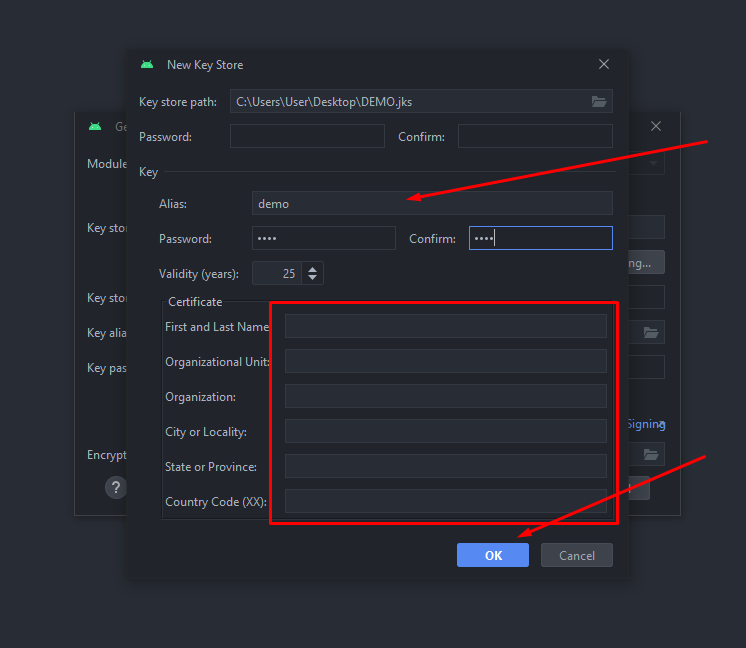 New Key Store
Key store path: C:\Users\User\Desktop\DEMO.jks
Password: Confirm:
Key
Alias: demo
Password: •••• Confirm: ••••
Validity (years): 25
Certificate
First and Last Name
Organizational Unit:
Organization:
City or Locality:
State or Province:
Country Code (XX):
OK Cancel
Ge
Module
Key sto
ng...
Key sto
Key alia
Key pas
Signing
Encrypt
?